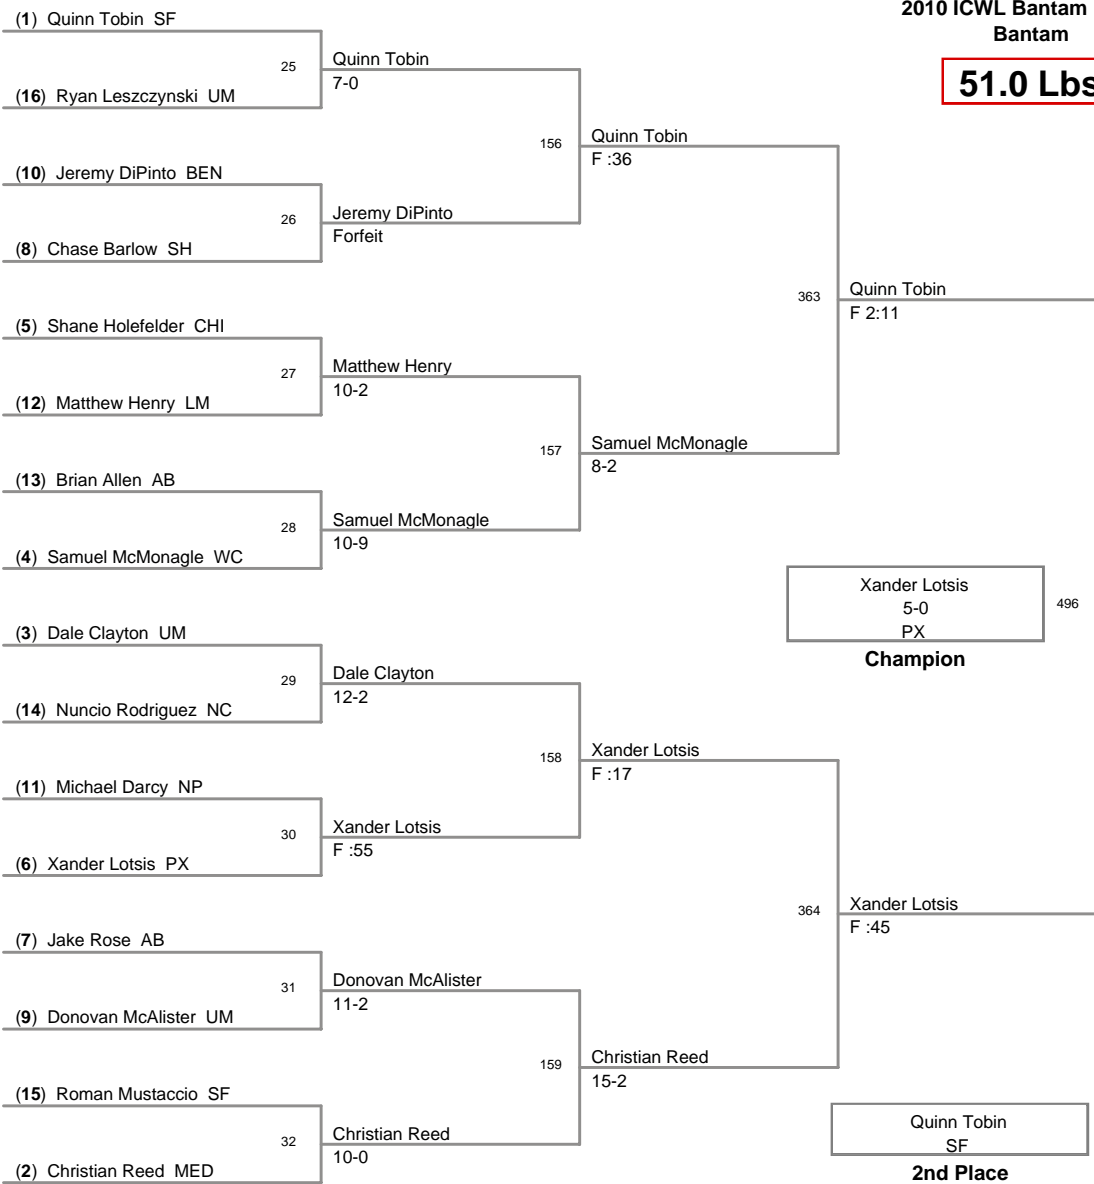 2010 ICWL Bantam
Bantam
51.0 Lbs
(1) Quinn Tobin SF
25
Quinn Tobin
7-0
(16) Ryan Leszczynski UM
156
Quinn Tobin
F :36
(10) Jeremy DiPinto BEN
26
Jeremy DiPinto
Forfeit
(8) Chase Barlow SH
363
Quinn Tobin
F 2:11
(5) Shane Holefelder CHI
27
Matthew Henry
10-2
(12) Matthew Henry LM
157
Samuel McMonagle
8-2
(13) Brian Allen AB
28
Samuel McMonagle
10-9
(4) Samuel McMonagle WC
Xander Lotsis
5-0
PX
496
Champion
(3) Dale Clayton UM
29
Dale Clayton
12-2
(14) Nuncio Rodriguez NC
158
Xander Lotsis
F :17
(11) Michael Darcy NP
30
Xander Lotsis
F :55
(6) Xander Lotsis PX
364
Xander Lotsis
F :45
(7) Jake Rose AB
31
Donovan McAlister
11-2
(9) Donovan McAlister UM
159
Christian Reed
15-2
(15) Roman Mustaccio SF
32
Christian Reed
10-0
(2) Christian Reed MED
Quinn Tobin
SF
2nd Place